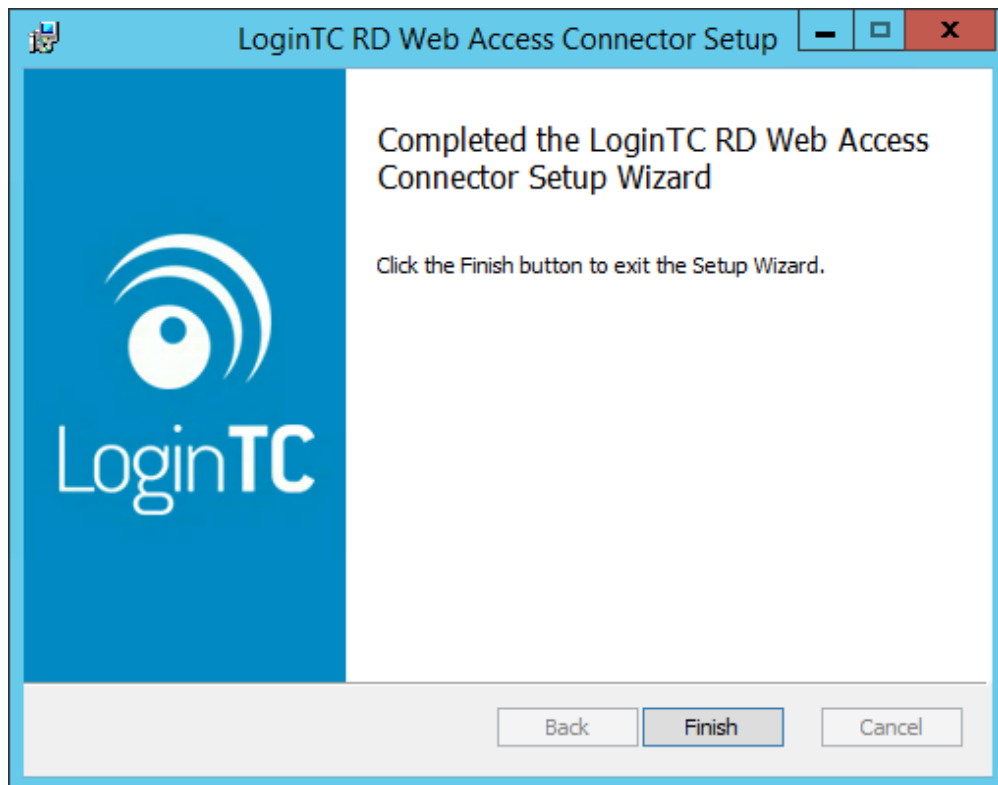 LoginTC RD Web Access Connector Setup
Completed the LoginTC RD Web Access
Connector Setup Wizard
Click the Finish button to exit the Setup Wizard.
LoginTC
Back
Finish
Cancel